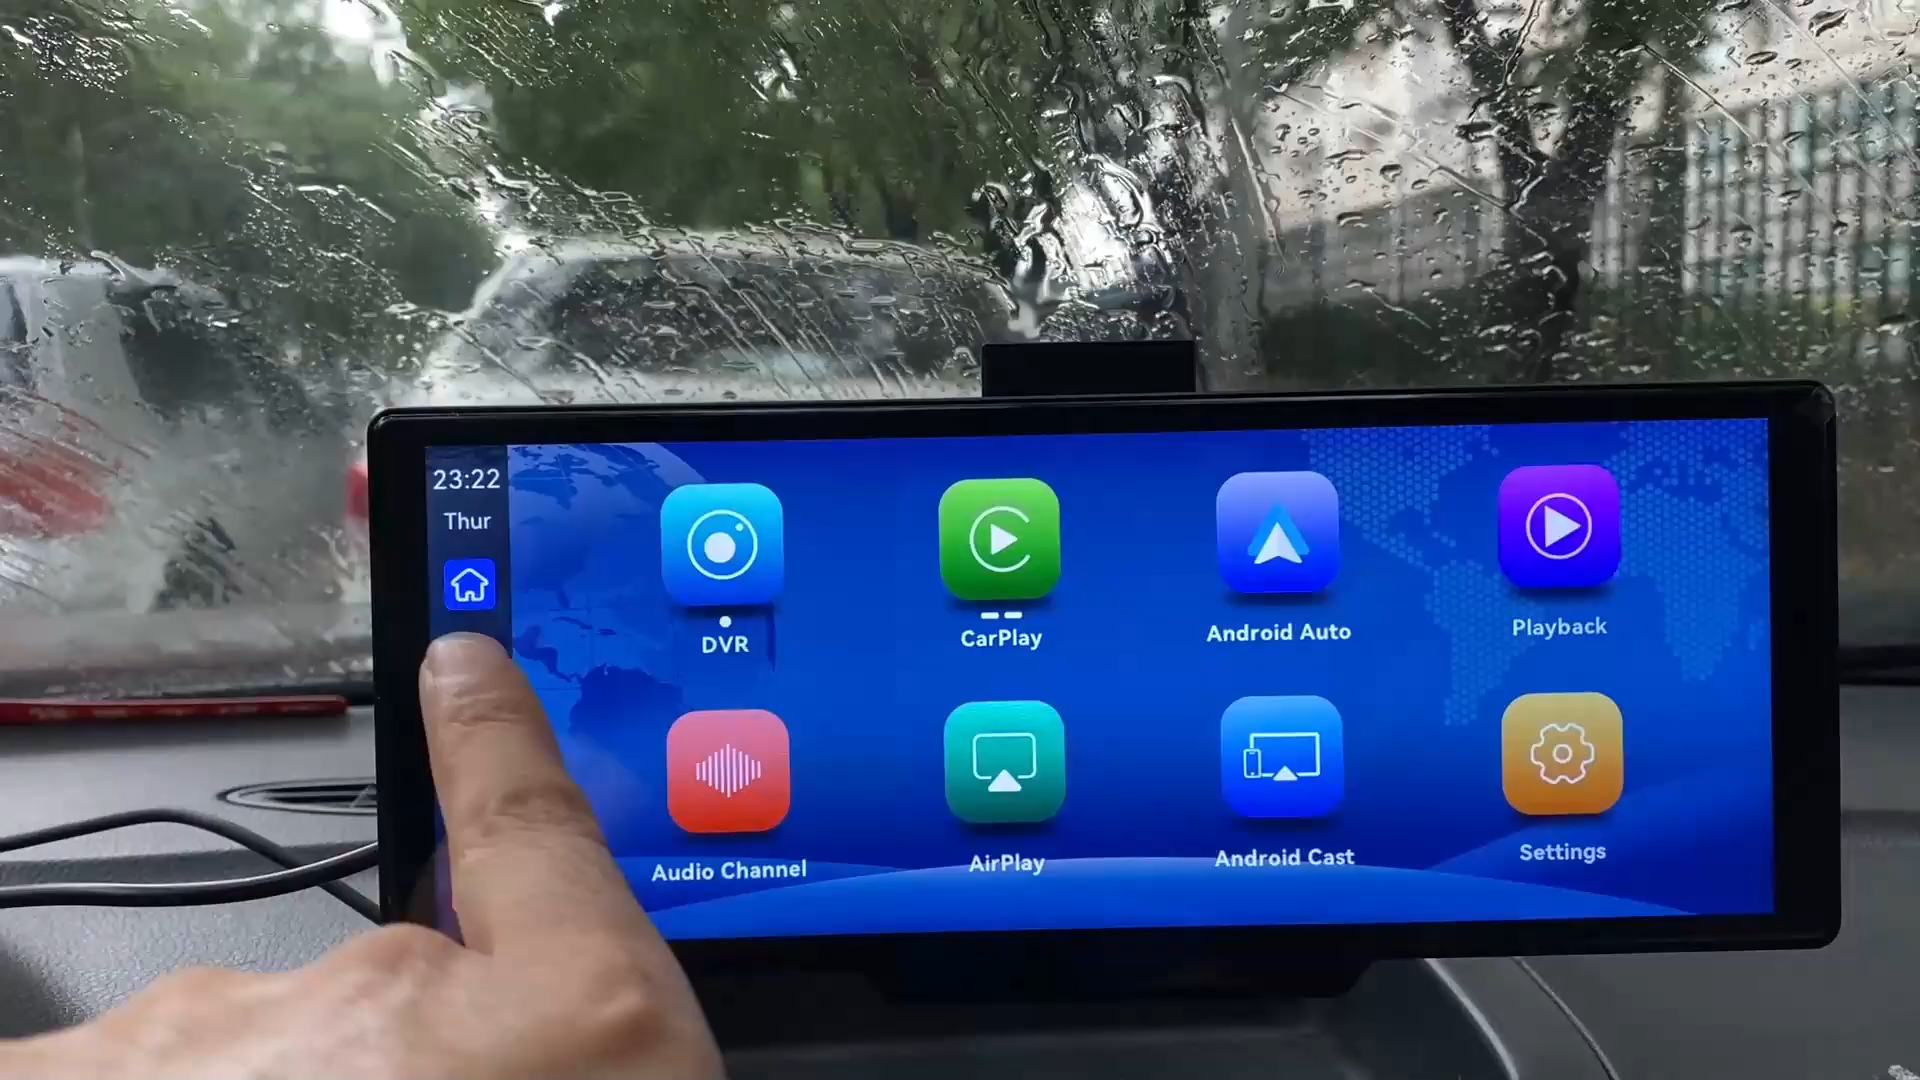 23:22
Thur
DVR
CarPlay
Android Auto
Playback
Audio Channel
AirPlay
Android Cast
Settings